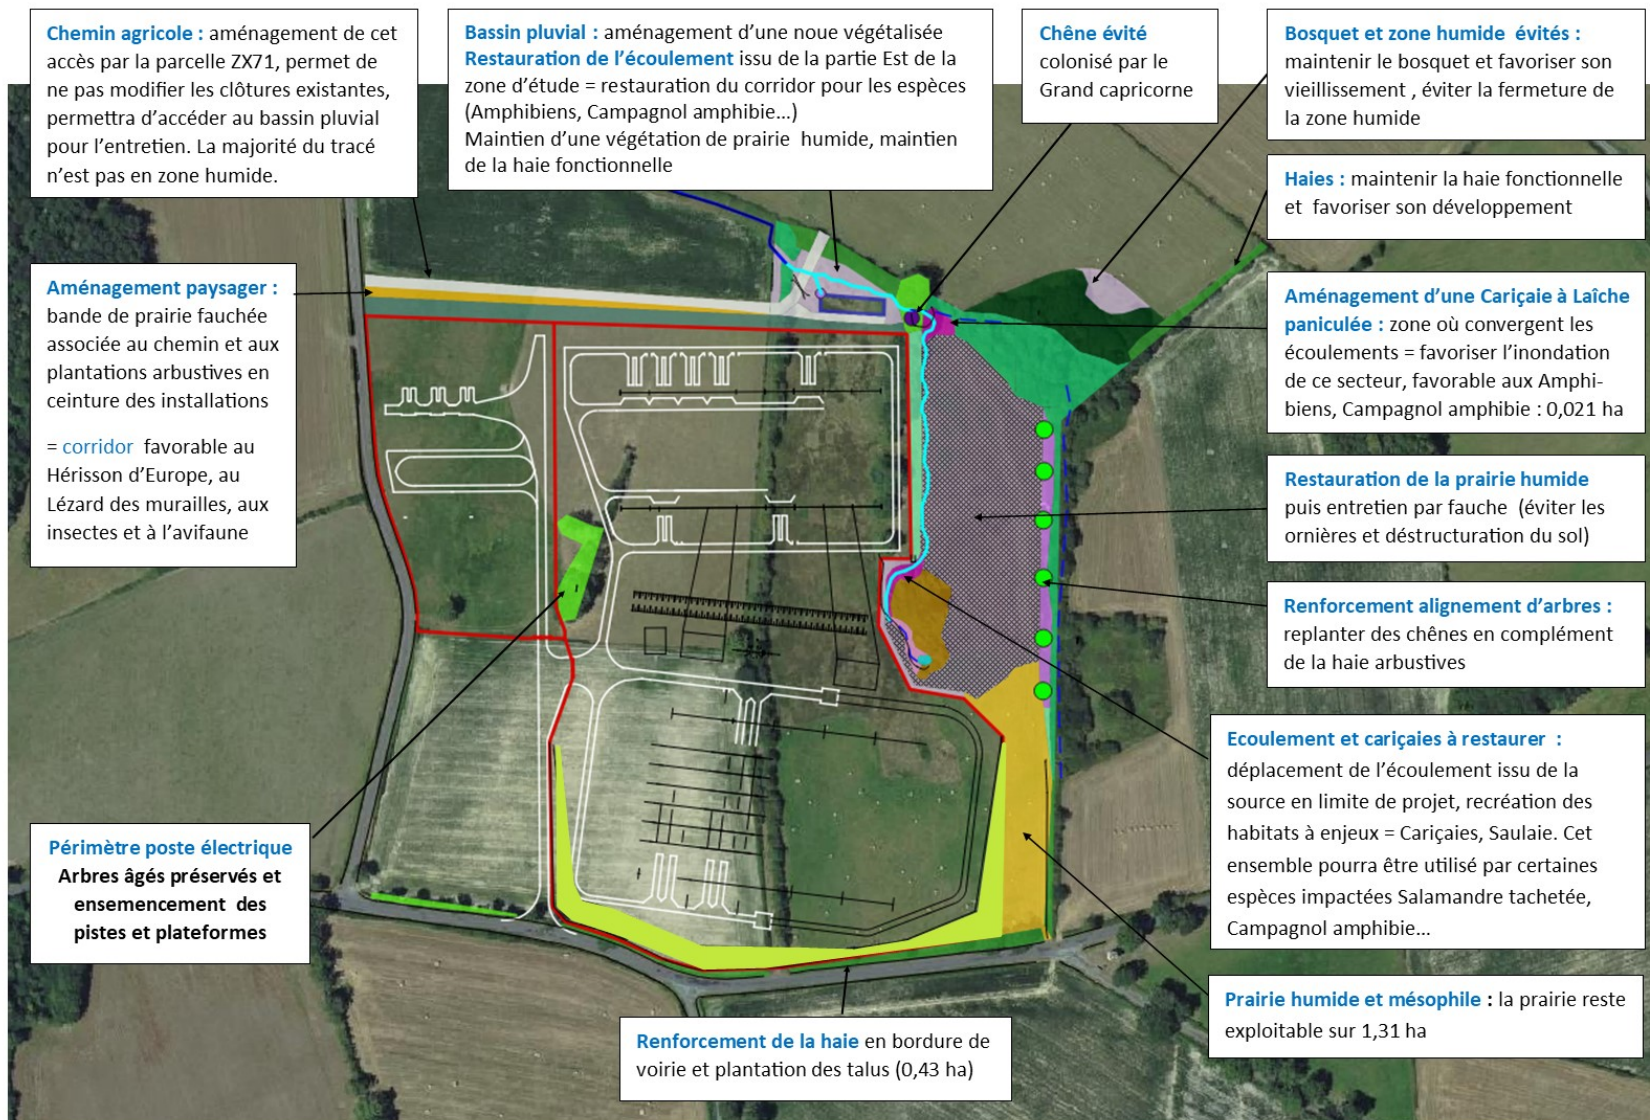 Chemin agricole : aménagement de cet
accès par la parcelle ZX71, permet de
ne pas modifier les clôtures existantes,
permettra d’accéder au bassin pluvial
pour l’entretien. La majorité du tracé
n’est pas en zone humide.
Bassin pluvial : aménagement d’une noue végétalisée
Restauration de l’écoulement issu de la partie Est de la
zone d’étude = restauration du corridor pour les espèces
(Amphibiens, Campagnol amphibie…)
Maintien d’une végétation de prairie humide, maintien
de la haie fonctionnelle
Chêne évité
colonisé par le
Grand capricorne
Bosquet et zone humide évités :
maintenir le bosquet et favoriser son
vieillissement , éviter la fermeture de
la zone humide
Haies : maintenir la haie fonctionnelle
et favoriser son développement
Aménagement paysager :
bande de prairie fauchée
associée au chemin et aux
plantations arbustives en
ceinture des installations
= corridor favorable au
Hérisson d’Europe, au
Lézard des murailles, aux
insectes et à l’avifaune
Aménagement d’une Cariçaie à Laîche
paniculée : zone où convergent les
écoulements = favoriser l’inondation
de ce secteur, favorable aux Amphi-
biens, Campagnol amphibie : 0,021 ha
Restauration de la prairie humide
puis entretien par fauche (éviter les
ornières et déstructuration du sol)
Renforcement alignement d’arbres :
replanter des chênes en complément
de la haie arbustives
Ecoulement et cariçaies à restaurer :
déplacement de l’écoulement issu de la
source en limite de projet, recréation des
habitats à enjeux = Cariçaies, Saulaie. Cet
ensemble pourra être utilisé par certaines
espèces impactées Salamandre tachetée,
Campagnol amphibie…
Périmètre poste électrique
Arbres âgés préservés et
ensemencement des
pistes et plateformes
Prairie humide et mésophile : la prairie reste
exploitable sur 1,31 ha
Renforcement de la haie en bordure de
voirie et plantation des talus (0,43 ha)